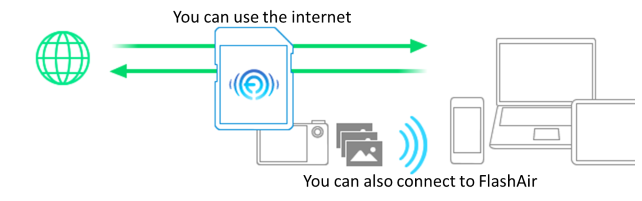 You can use the internet
You can also connect to FlashAir